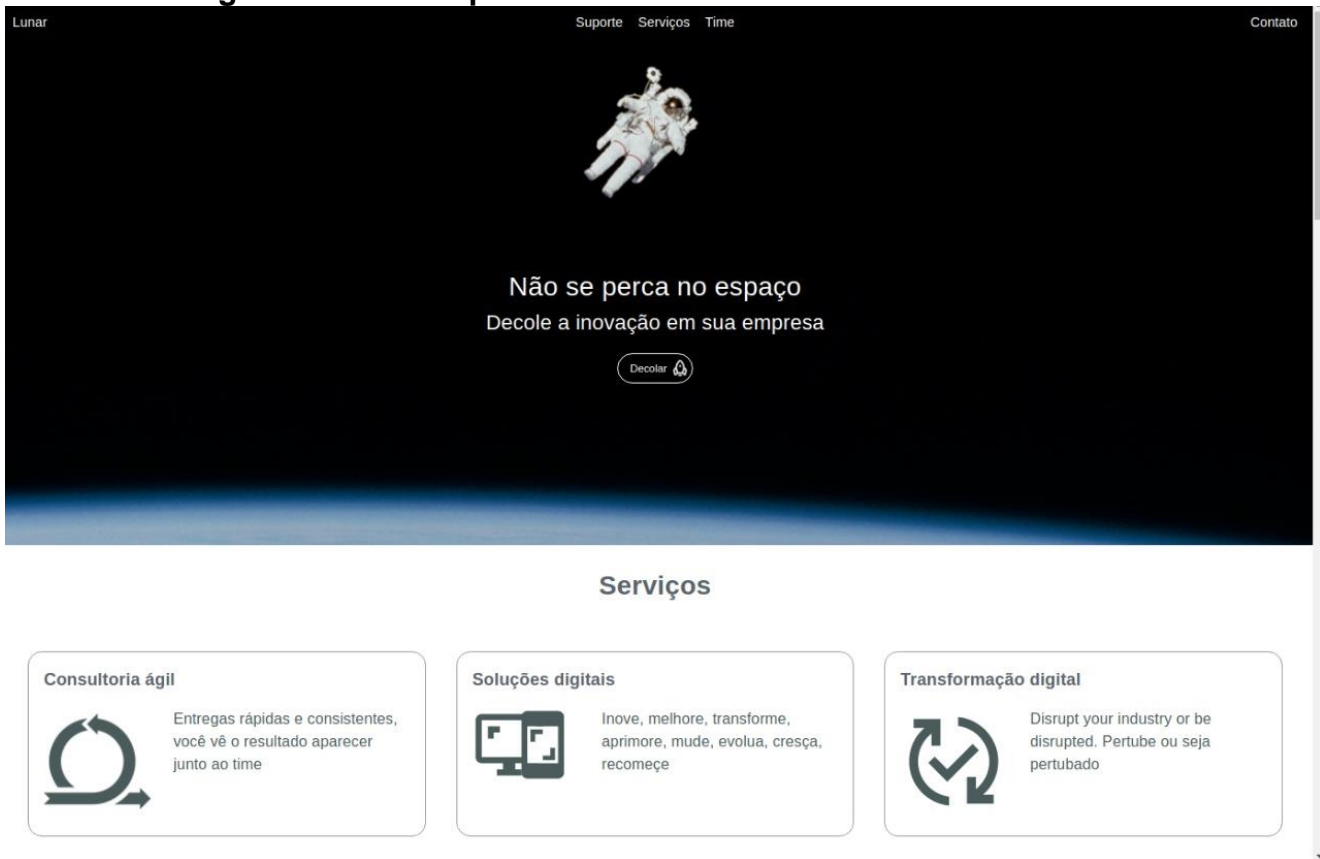 Lunar
Suporte Serviços Time
Contato
Não se perca no espaço
Decole a inovação em sua empresa
Decolar
Serviços
Consultoria ágil
Entregas rápidas e consistentes,
você vê o resultado aparecer
junto ao time
Soluções digitais
Inove, melhore, transforme,
aprimore, mude, evolua, cresça,
recomeçe
Transformação digital
Disrupt your industry or be
disrupted. Pertube ou seja
pertubado